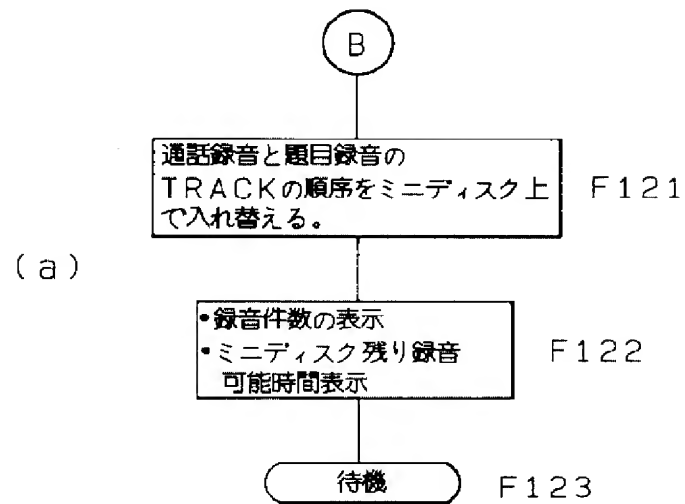 B
通話録音と題目録音の
TRACKの順序をミニディスク上
で入れ替える。
F121
(a)
•録音件数の表示
•ミニディスク残り録音
可能時間表示
F122
待機
F123